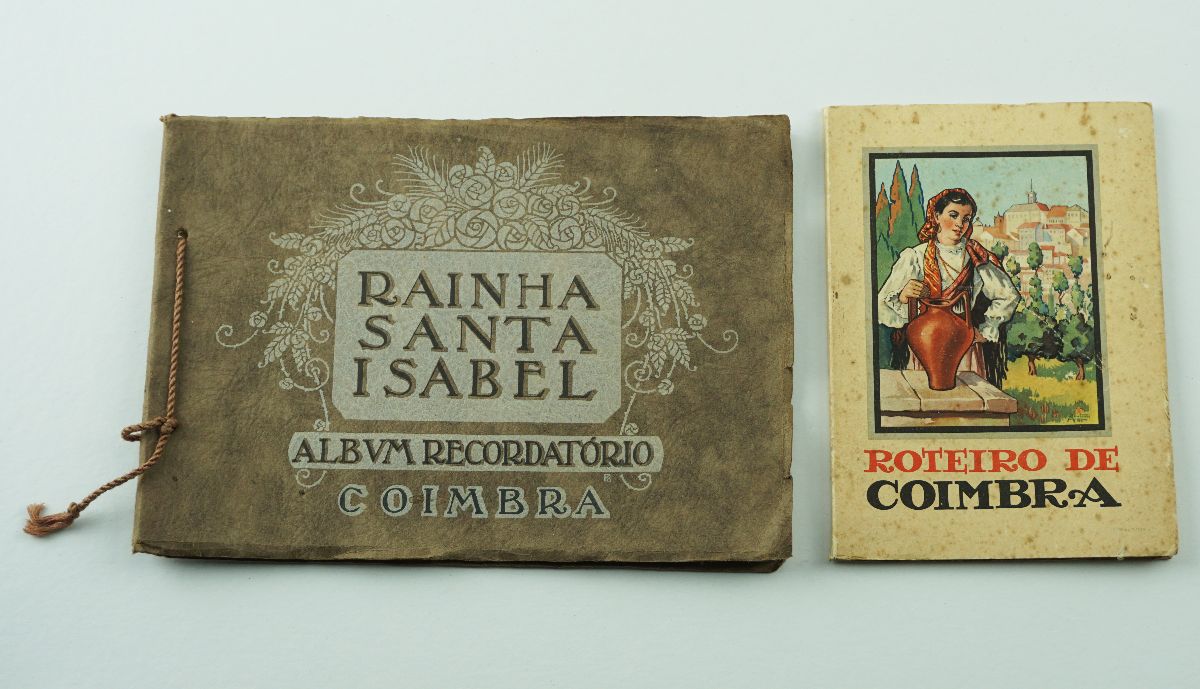 RAINHA
SANTA
ISABEL
ALBVM RECORDATÓRIO
COIMBRA
ROTEIRO DE
COIMBRA